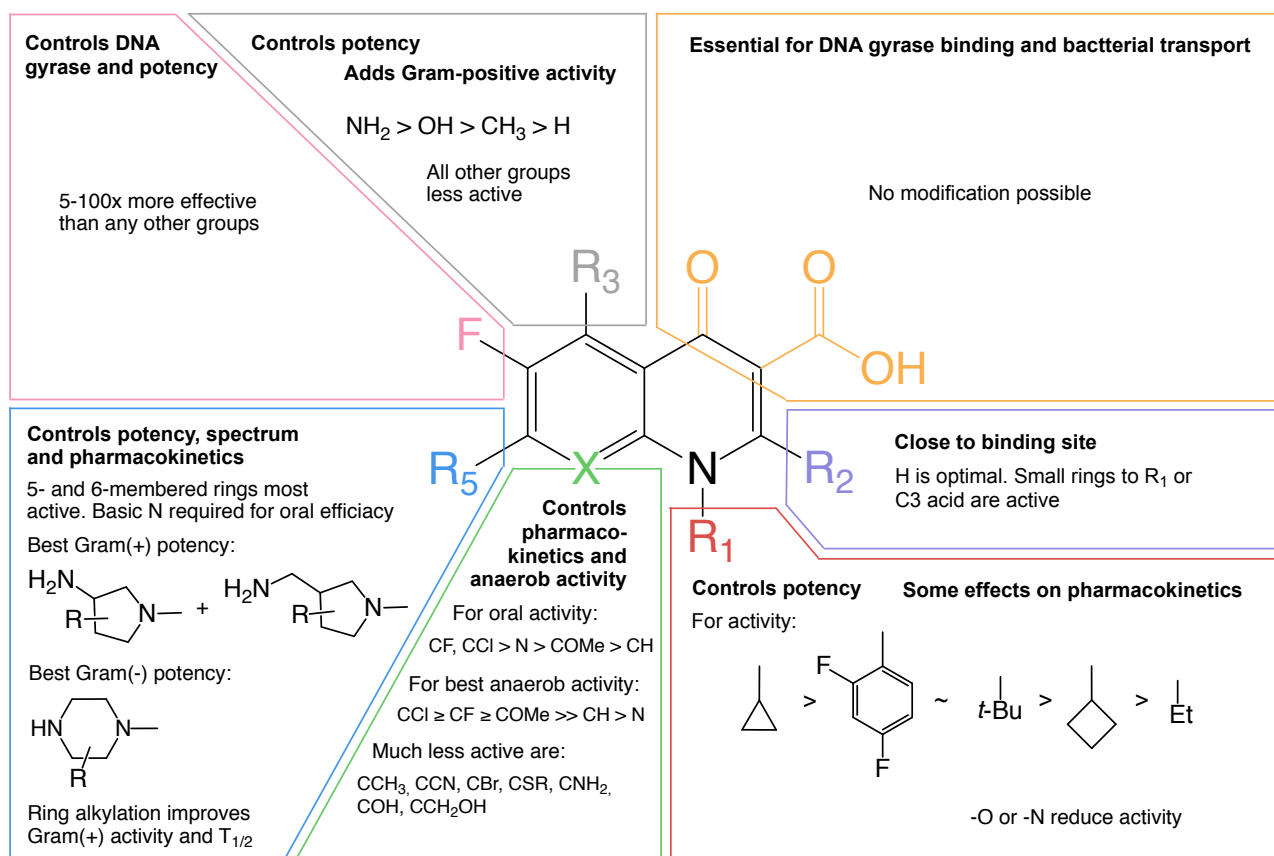 Controls DNA
gyrase and potency
5-100x more effective
than any other groups
Controls potency
Adds Gram-positive activity
NH2 > OH > CH3 > H
All other groups
less active
Essential for DNA gyrase binding and bactterial transport
No modification possible
R3
O
O
F
OH
R5
X
N
R2
R1
Controls potency, spectrum
and pharmacokinetics
5- and 6-membered rings most
active. Basic N required for oral efficiacy
Best Gram(+) potency:
H2N
R
N
+
H2N
R
N
Best Gram(-) potency:
HN
N
R
Ring alkylation improves
Gram(+) activity and T1/2
Controls
pharmaco-
kinetics and
anaerob activity
For oral activity:
CF, CCl > N > COMe > CH
For best anaerob activity:
CCl ≥ CF ≥ COMe >> CH > N
Much less active are:
CCH3, CCN, CBr, CSR, CNH2,
COH, CCH2OH
Close to binding site
H is optimal. Small rings to R1 or
C3 acid are active
Controls potency
Some effects on pharmacokinetics
For activity:
>
F
F
~
t-Bu
>
>
Et
-O or -N reduce activity